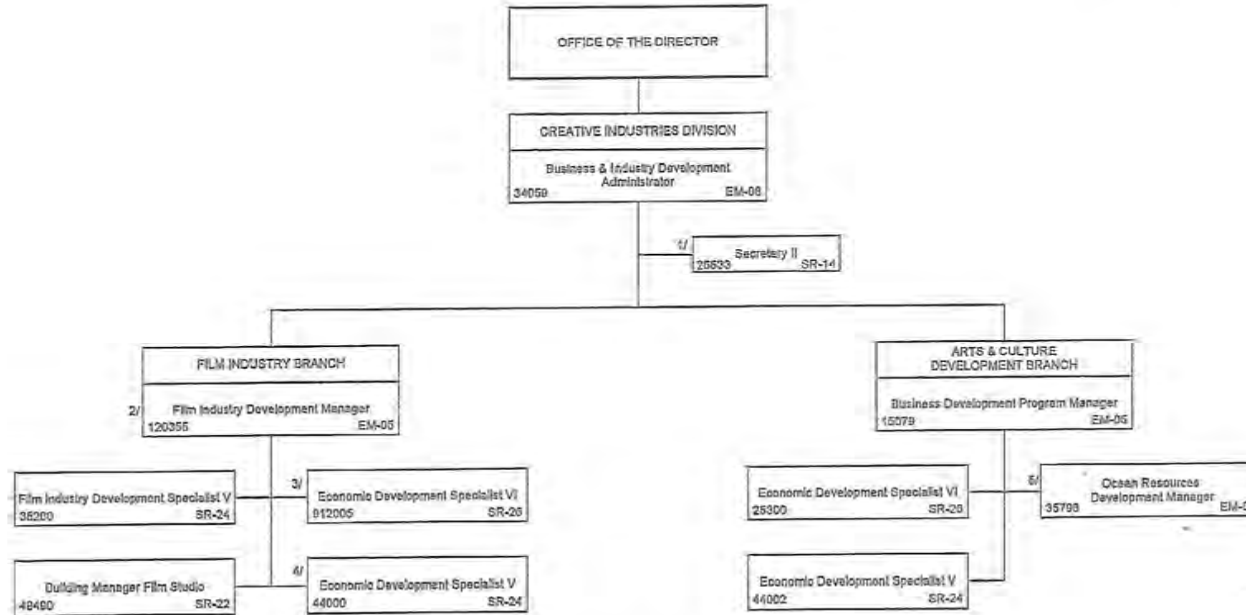 OFFICE OF THE DIRECTOR
CREATIVE INDUSTRIES DIVISION
Business & Industry Development
Administrator
34059 EM-08
1/
Secretary II
SR-14
FILM INDUSTRY BRANCH
2/
Film Industry Development Manager
120355 EM-05
ARTS & CULTURE
DEVELOPMENT BRANCH
Business Development Program Manager
15079 EM-05
Film Industry Development Specialist V
SR-24
3/
Economic Development Specialist VI
912005 SR-26
Economic Development Specialist VI
25300 SR-26
5/
Ocean Resources
Development Manager
35798
Building Manager Film Studio
SR-22
4/
Economic Development Specialist V
44000 SR-24
Economic Development Specialist V
44002 SR-24